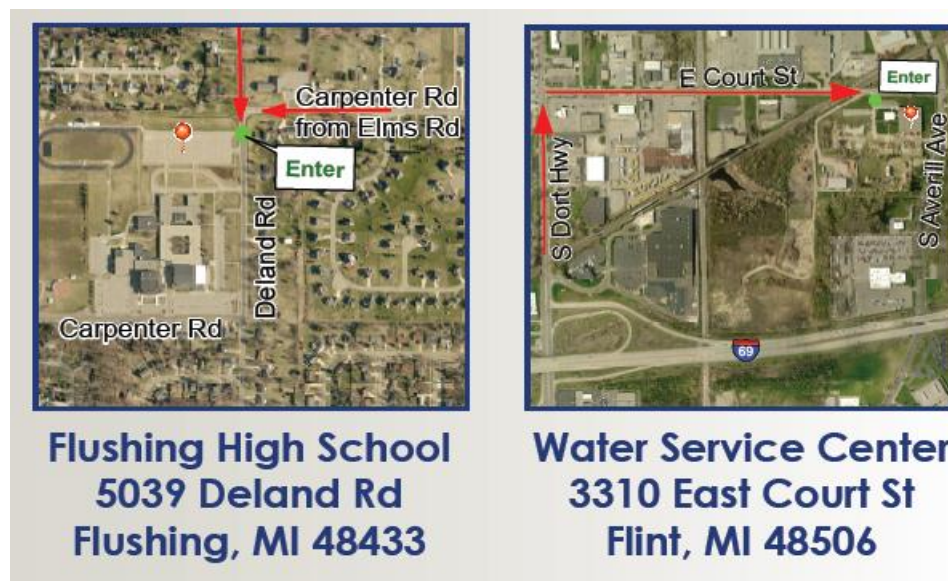 Carpenter Rd
from Elms Rd
Enter
Deland Rd
Carpenter Rd
Flushing High School
5039 Deland Rd
Flushing, MI 48433
E Court St
Enter
S Dort Hwy
S Averill Ave
69
Water Service Center
3310 East Court St
Flint, MI 48506